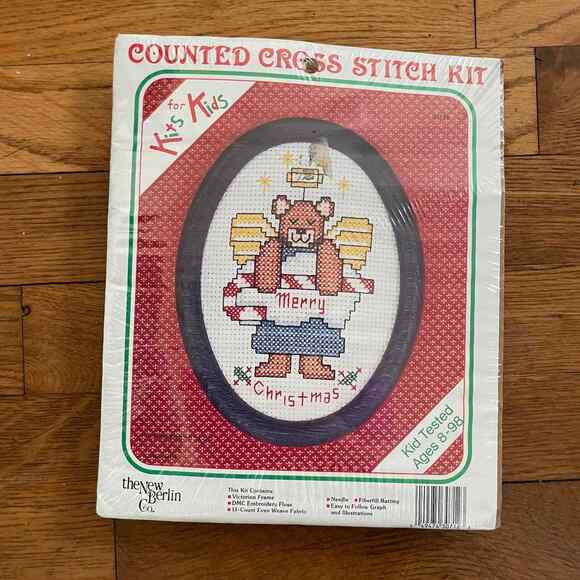 COUNTED CROSS STITCH KIT
Kits
for
Kids
Merry
Christmas
Kid Tested
Ages 8-98
the New
Berlin
Co.
This Kit Contains:
• Victorian Frame
• DMC Embroidery Floss
• 11-Count Even Weave Fabric
• Needle • Fiberfill Batting
• Easy to Follow Graph
and Illustrations